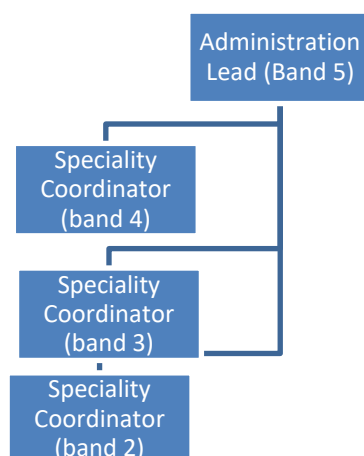 Administration
Lead (Band 5)
Speciality
Coordinator
(band 4)
Speciality
Coordinator
(band 3)
Speciality
Coordinator
(band 2)